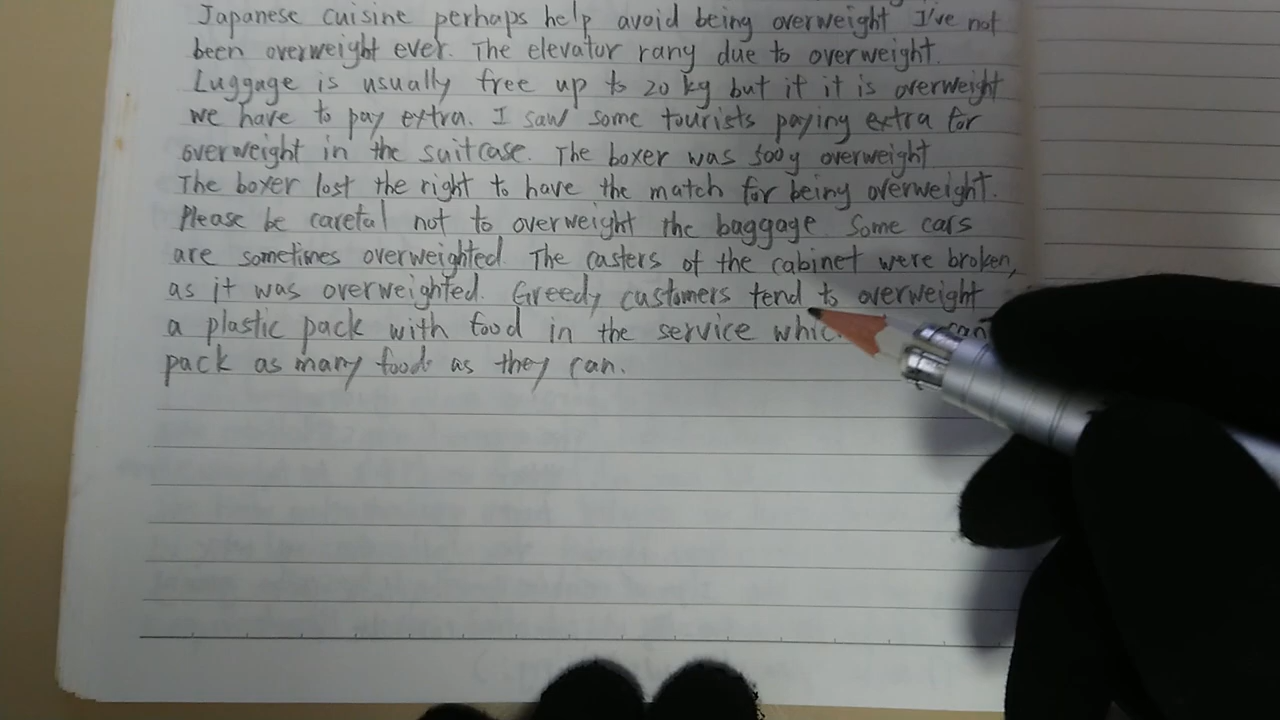 Japanese cuisine perhaps help avoid being overweight I've not
been overweight ever. The elevator rang due to overweight.
Luggage is usually free up to 20 kg but it it is overweight
we have to pay extra. I saw some tourists paying extra for
overweight in the suitcase. The boxer was 500g overweight
The boxer lost the right to have the match for being overweight.
Please be careful not to overweight the baggage. Some cars
are sometimes overweighted. The casters of the cabinet were broken,
as it was overweighted. Greedy customers tend to overweight
a plastic pack with food in the service can
pack as many food as they can.